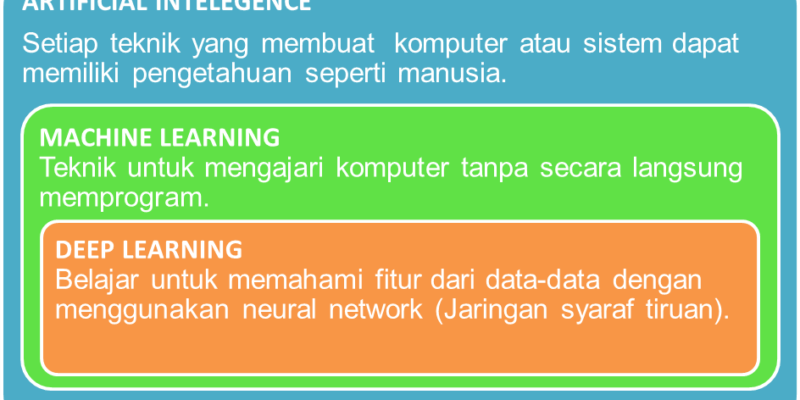 ARTIFICIAL INTELEGENCE
Setiap teknik yang membuat komputer atau sistem dapat
memiliki pengetahuan seperti manusia.
MACHINE LEARNING
Teknik untuk mengajari komputer tanpa secara langsung
memprogram.
DEEP LEARNING
Belajar untuk memahami fitur dari data-data dengan
menggunakan neural network (Jaringan syaraf tiruan).